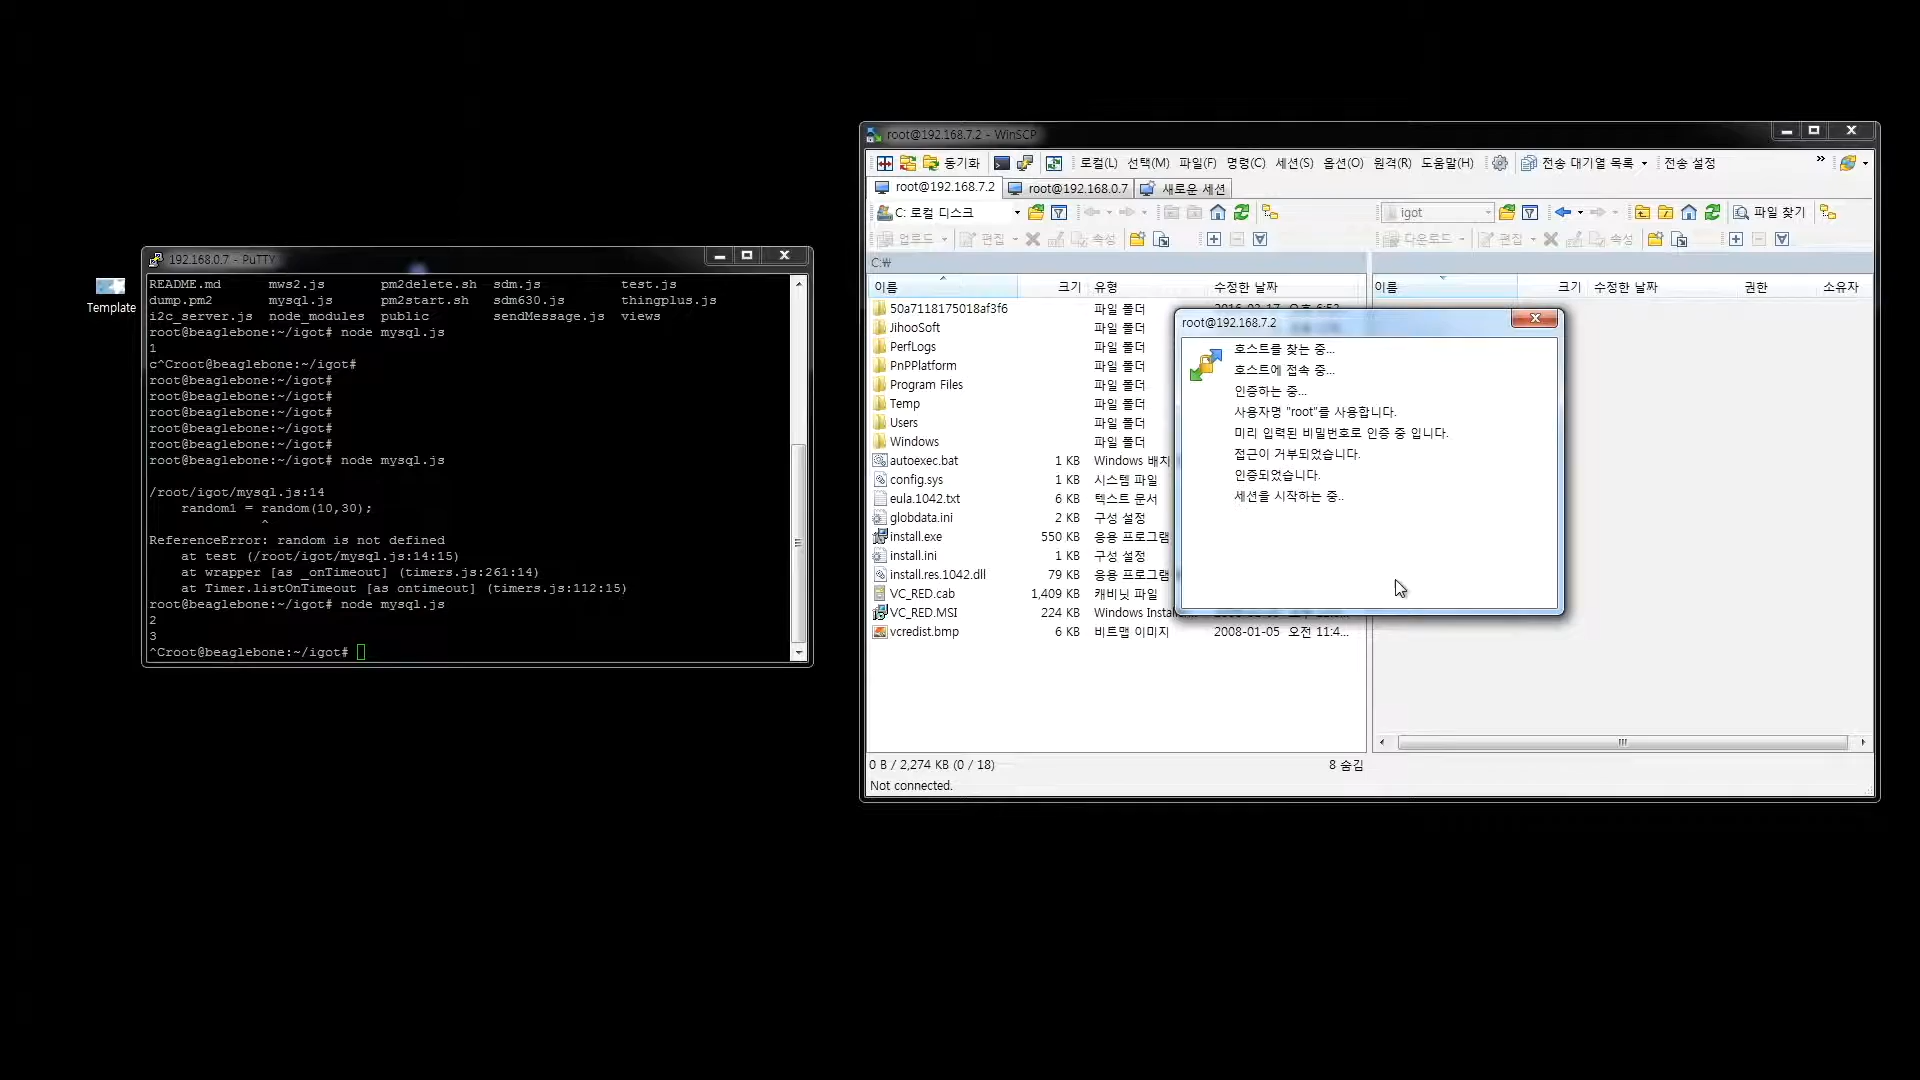 Template
192.168.0.7 - PuTTY
README.md mws2.js pm2delete.sh sdm.js test.js
dump.pm2 mysql.js pm2start.sh sdm630.js thingplus.js
i2c_server.js node_modules public sendMessage.js views
root@beaglebone:~/igot# node mysql.js
1
c^Croot@beaglebone:~/igot#
root@beaglebone:~/igot#
root@beaglebone:~/igot#
root@beaglebone:~/igot#
root@beaglebone:~/igot#
root@beaglebone:~/igot#
root@beaglebone:~/igot# node mysql.js
/root/igot/mysql.js:14
random1 = random(10,30);
^
ReferenceError: random is not defined
at test (/root/igot/mysql.js:14:15)
at wrapper [as _onTimeout] (timers.js:261:14)
at Timer.listOnTimeout [as ontimeout] (timers.js:112:15)
root@beaglebone:~/igot# node mysql.js
2
3
^Croot@beaglebone:~/igot#
root@192.168.7.2 - WinSCP
동기화 로컬(L) 선택(M) 파일(F) 명령(C) 세션(S) 옵션(O) 원격(R) 도움말(H) 전송 대기열 목록 전송 설정 »
root@192.168.7.2 root@192.168.0.7 새로운 세션
C: 로컬 디스크 igot 파일 찾기
업로드 편집 속성 다운로드 편집 속성
C:\
이름 크기 유형 수정한 날짜 이름 크기 수정한 날짜 권한 소유자
50a7118175018af3f6 파일 폴더
JihooSoft 파일 폴더
PerfLogs 파일 폴더
PnPPlatform 파일 폴더
Program Files 파일 폴더
Temp 파일 폴더
Users 파일 폴더
Windows 파일 폴더
autoexec.bat 1 KB Windows 배치
config.sys 1 KB 시스템 파일
eula.1042.txt 6 KB 텍스트 문서
globdata.ini 2 KB 구성 설정
install.exe 550 KB 응용 프로그램
install.ini 1 KB 구성 설정
install.res.1042.dll 79 KB 응용 프로그램
VC_RED.cab 1,409 KB 캐비닛 파일
VC_RED.MSI 224 KB Windows Install
vcredist.bmp 6 KB 비트맵 이미지 2008-01-05 오전 11:4...
root@192.168.7.2
호스트를 찾는 중...
호스트에 접속 중...
인증하는 중...
사용자명 "root"를 사용합니다.
미리 입력된 비밀번호로 인증 중 입니다.
접근이 거부되었습니다.
인증되었습니다.
세션을 시작하는 중..
0 B / 2,274 KB (0 / 18) 8 숨김
Not connected.